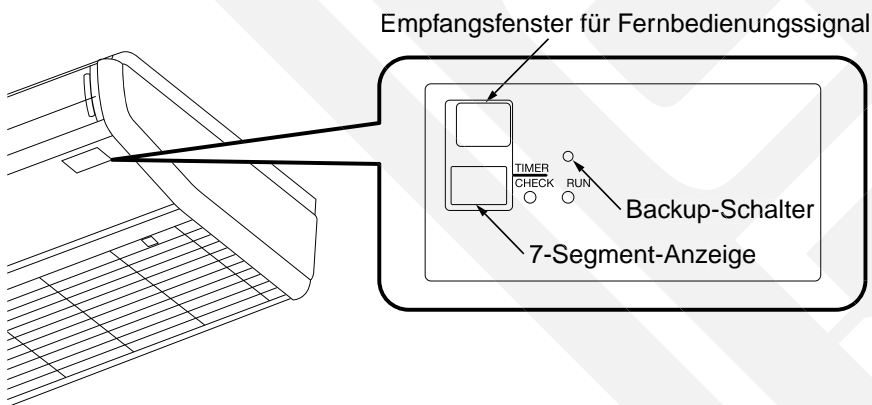 Empfangsfenster für Fernbedienungssignal
TIMER
CHECK RUN
Backup-Schalter
7-Segment-Anzeige